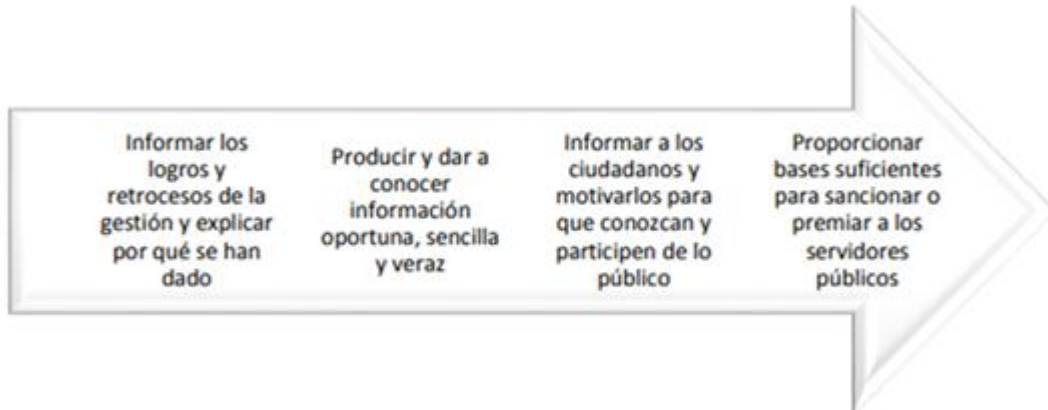 Informar los
logros y
retrocesos de la
gestión y explicar
por qué se han
dado
Producir y dar a
conocer
información
oportuna, sencilla
y veraz
Informar a los
ciudadanos y
motivarlos para
que conozcan y
participen de lo
público
Proporcionar
bases suficientes
para sancionar o
premiar a los
servidores
públicos